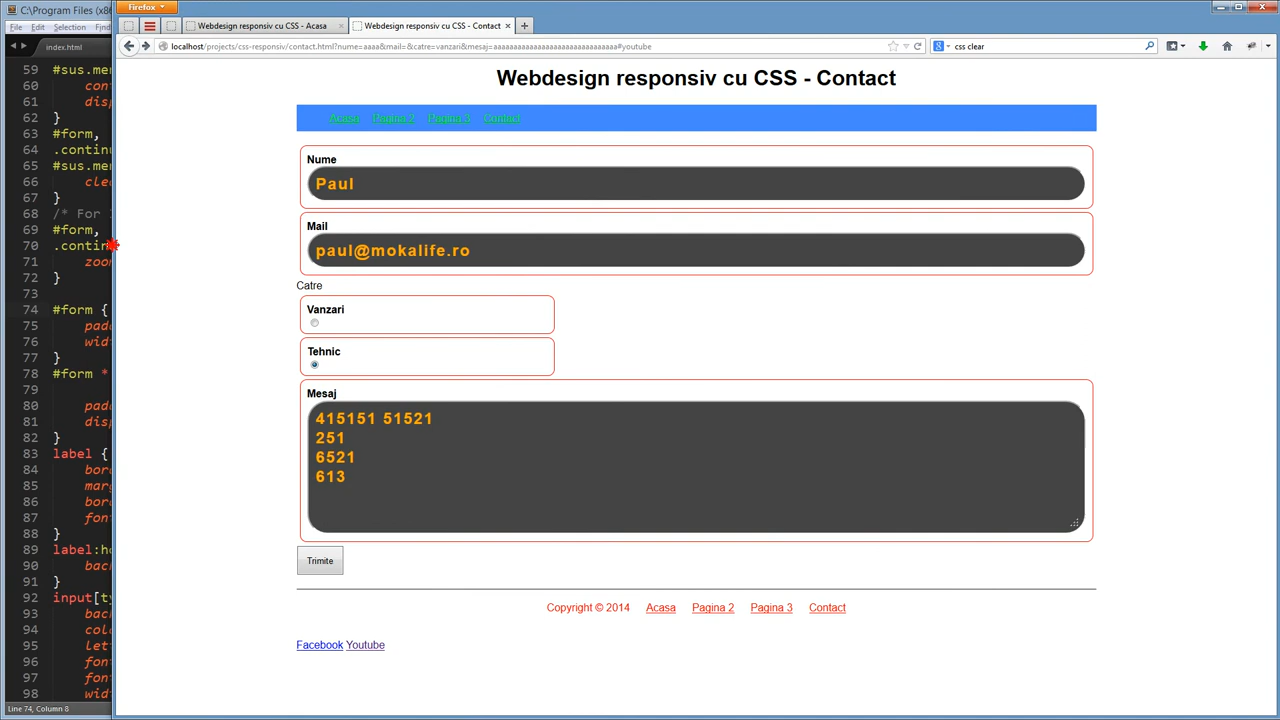 C:\Program Files (x86
Firefox
File Edit Selection
Webdesign responsiv cu CSS - Acasa
Webdesign responsiv cu CSS - Contact
localhost/projects/css-responsiv/contact.html?nume=aaaa&mail=&catre=vanzari&mesaj=aaaaaaaaaaaaaaaaaaaaaaaaaaaaaaa#youtube
css clear
index.html
59 #sus.me
60 con
61 disp
62 }
63 #form,
64 .continu
65 #sus.me
66 clea
67 }
68 /* For
69 #form,
70 .contin
71 zoom
72 }
73
74 #form {
75 padd
76 widt
77 }
78 #form *
79
80 padd
81 disp
82 }
83 label {
84 bord
85 marg
86 bord
87 font
88 }
89 label:ho
90 back
91 }
92 input[ty
93 back
94 colo
95 lett
96 font
97 font
98 widt
Line 74, Column 8
Webdesign responsiv cu CSS - Contact
Acasa Pagina 2 Pagina 3 Contact
Nume
Paul
Mail
paul@mokalife.ro
Catre
Vanzari
Tehnic
Mesaj
415151 51521
251
6521
613
Trimite
Copyright © 2014 Acasa Pagina 2 Pagina 3 Contact
Facebook Youtube